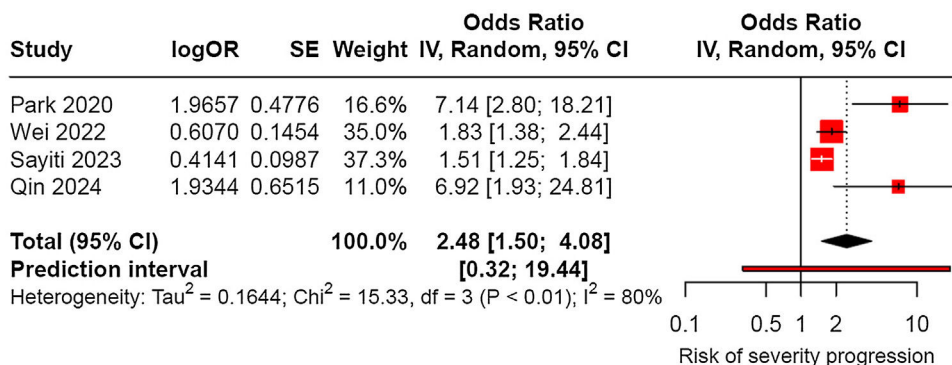 Odds Ratio Odds Ratio
Study logOR SE Weight IV, Random, 95% CI IV, Random, 95% CI
Park 2020 1.9657 0.4776 16.6% 7.14 [2.80; 18.21]
Wei 2022 0.6070 0.1454 35.0% 1.83 [1.38; 2.44]
Sayiti 2023 0.4141 0.0987 37.3% 1.51 [1.25; 1.84]
Qin 2024 1.9344 0.6515 11.0% 6.92 [1.93; 24.81]
Total (95% CI) 100.0% 2.48 [1.50; 4.08]
Prediction interval [0.32; 19.44]
Heterogeneity: Tau² = 0.1644; Chi² = 15.33, df = 3 (P < 0.01); I² = 80%
0.1 0.5 1 2 10
Risk of severity progression